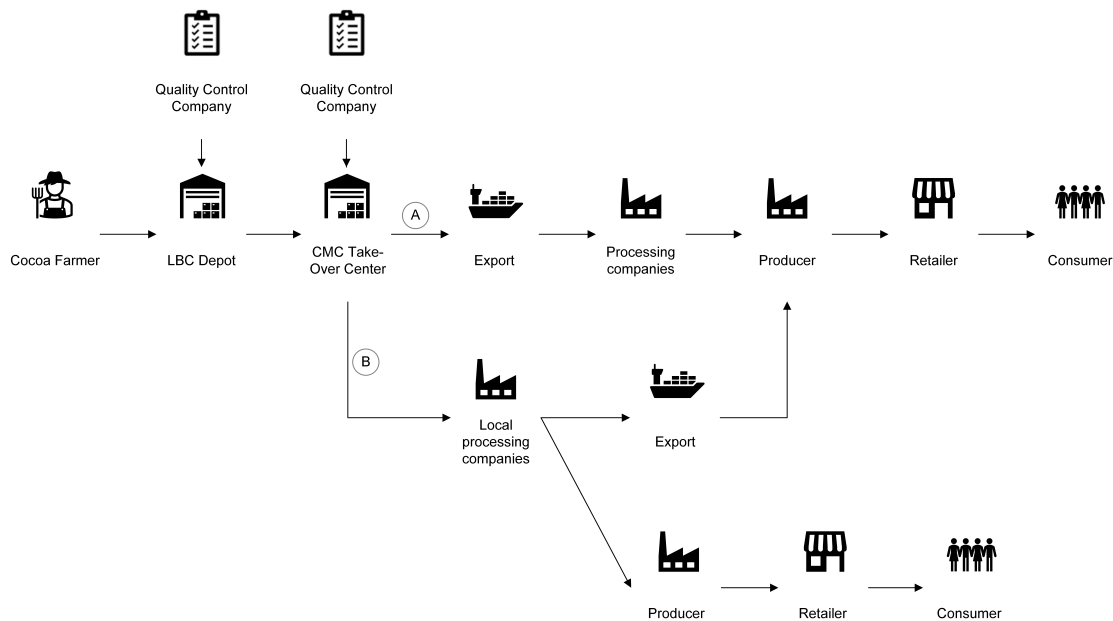 Quality Control
Company
Quality Control
Company
A
Cocoa Farmer
LBC Depot
CMC Take-
Over Center
Export
Processing
companies
Producer
Retailer
Consumer
B
Local
processing
companies
Export
Producer
Retailer
Consumer